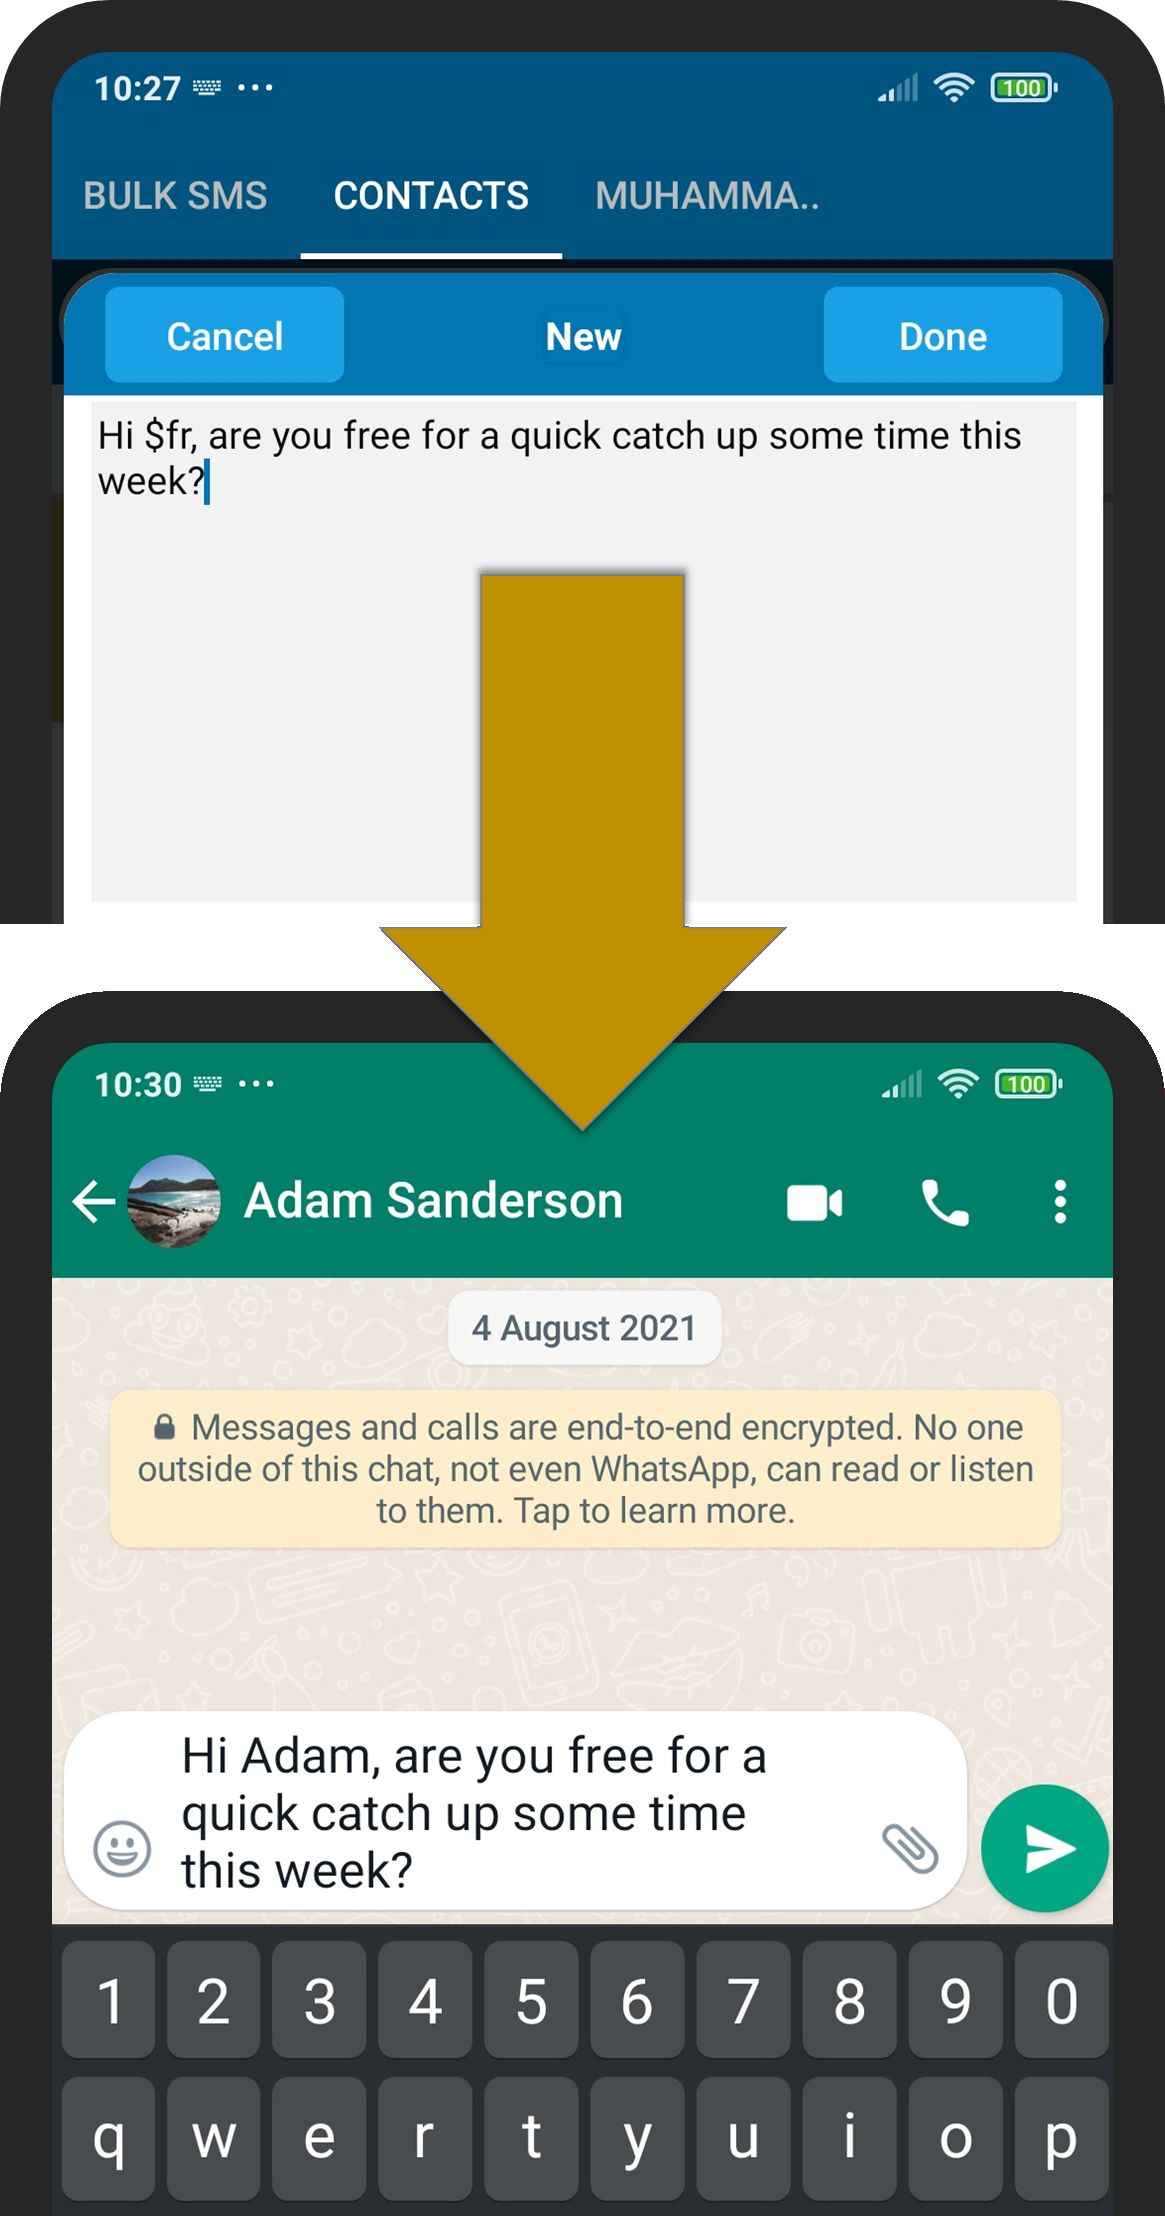 10:27 ... 100
BULK SMS CONTACTS MUHAMMA..
Cancel New Done
Hi $fr, are you free for a quick catch up some time this
week?
10:30 ... 100
Adam Sanderson
4 August 2021
Messages and calls are end-to-end encrypted. No one
outside of this chat, not even WhatsApp, can read or listen
to them. Tap to learn more.
Hi Adam, are you free for a
quick catch up some time
this week?
1 2 3 4 5 6 7 8 9 0
q w e r t y u i o p